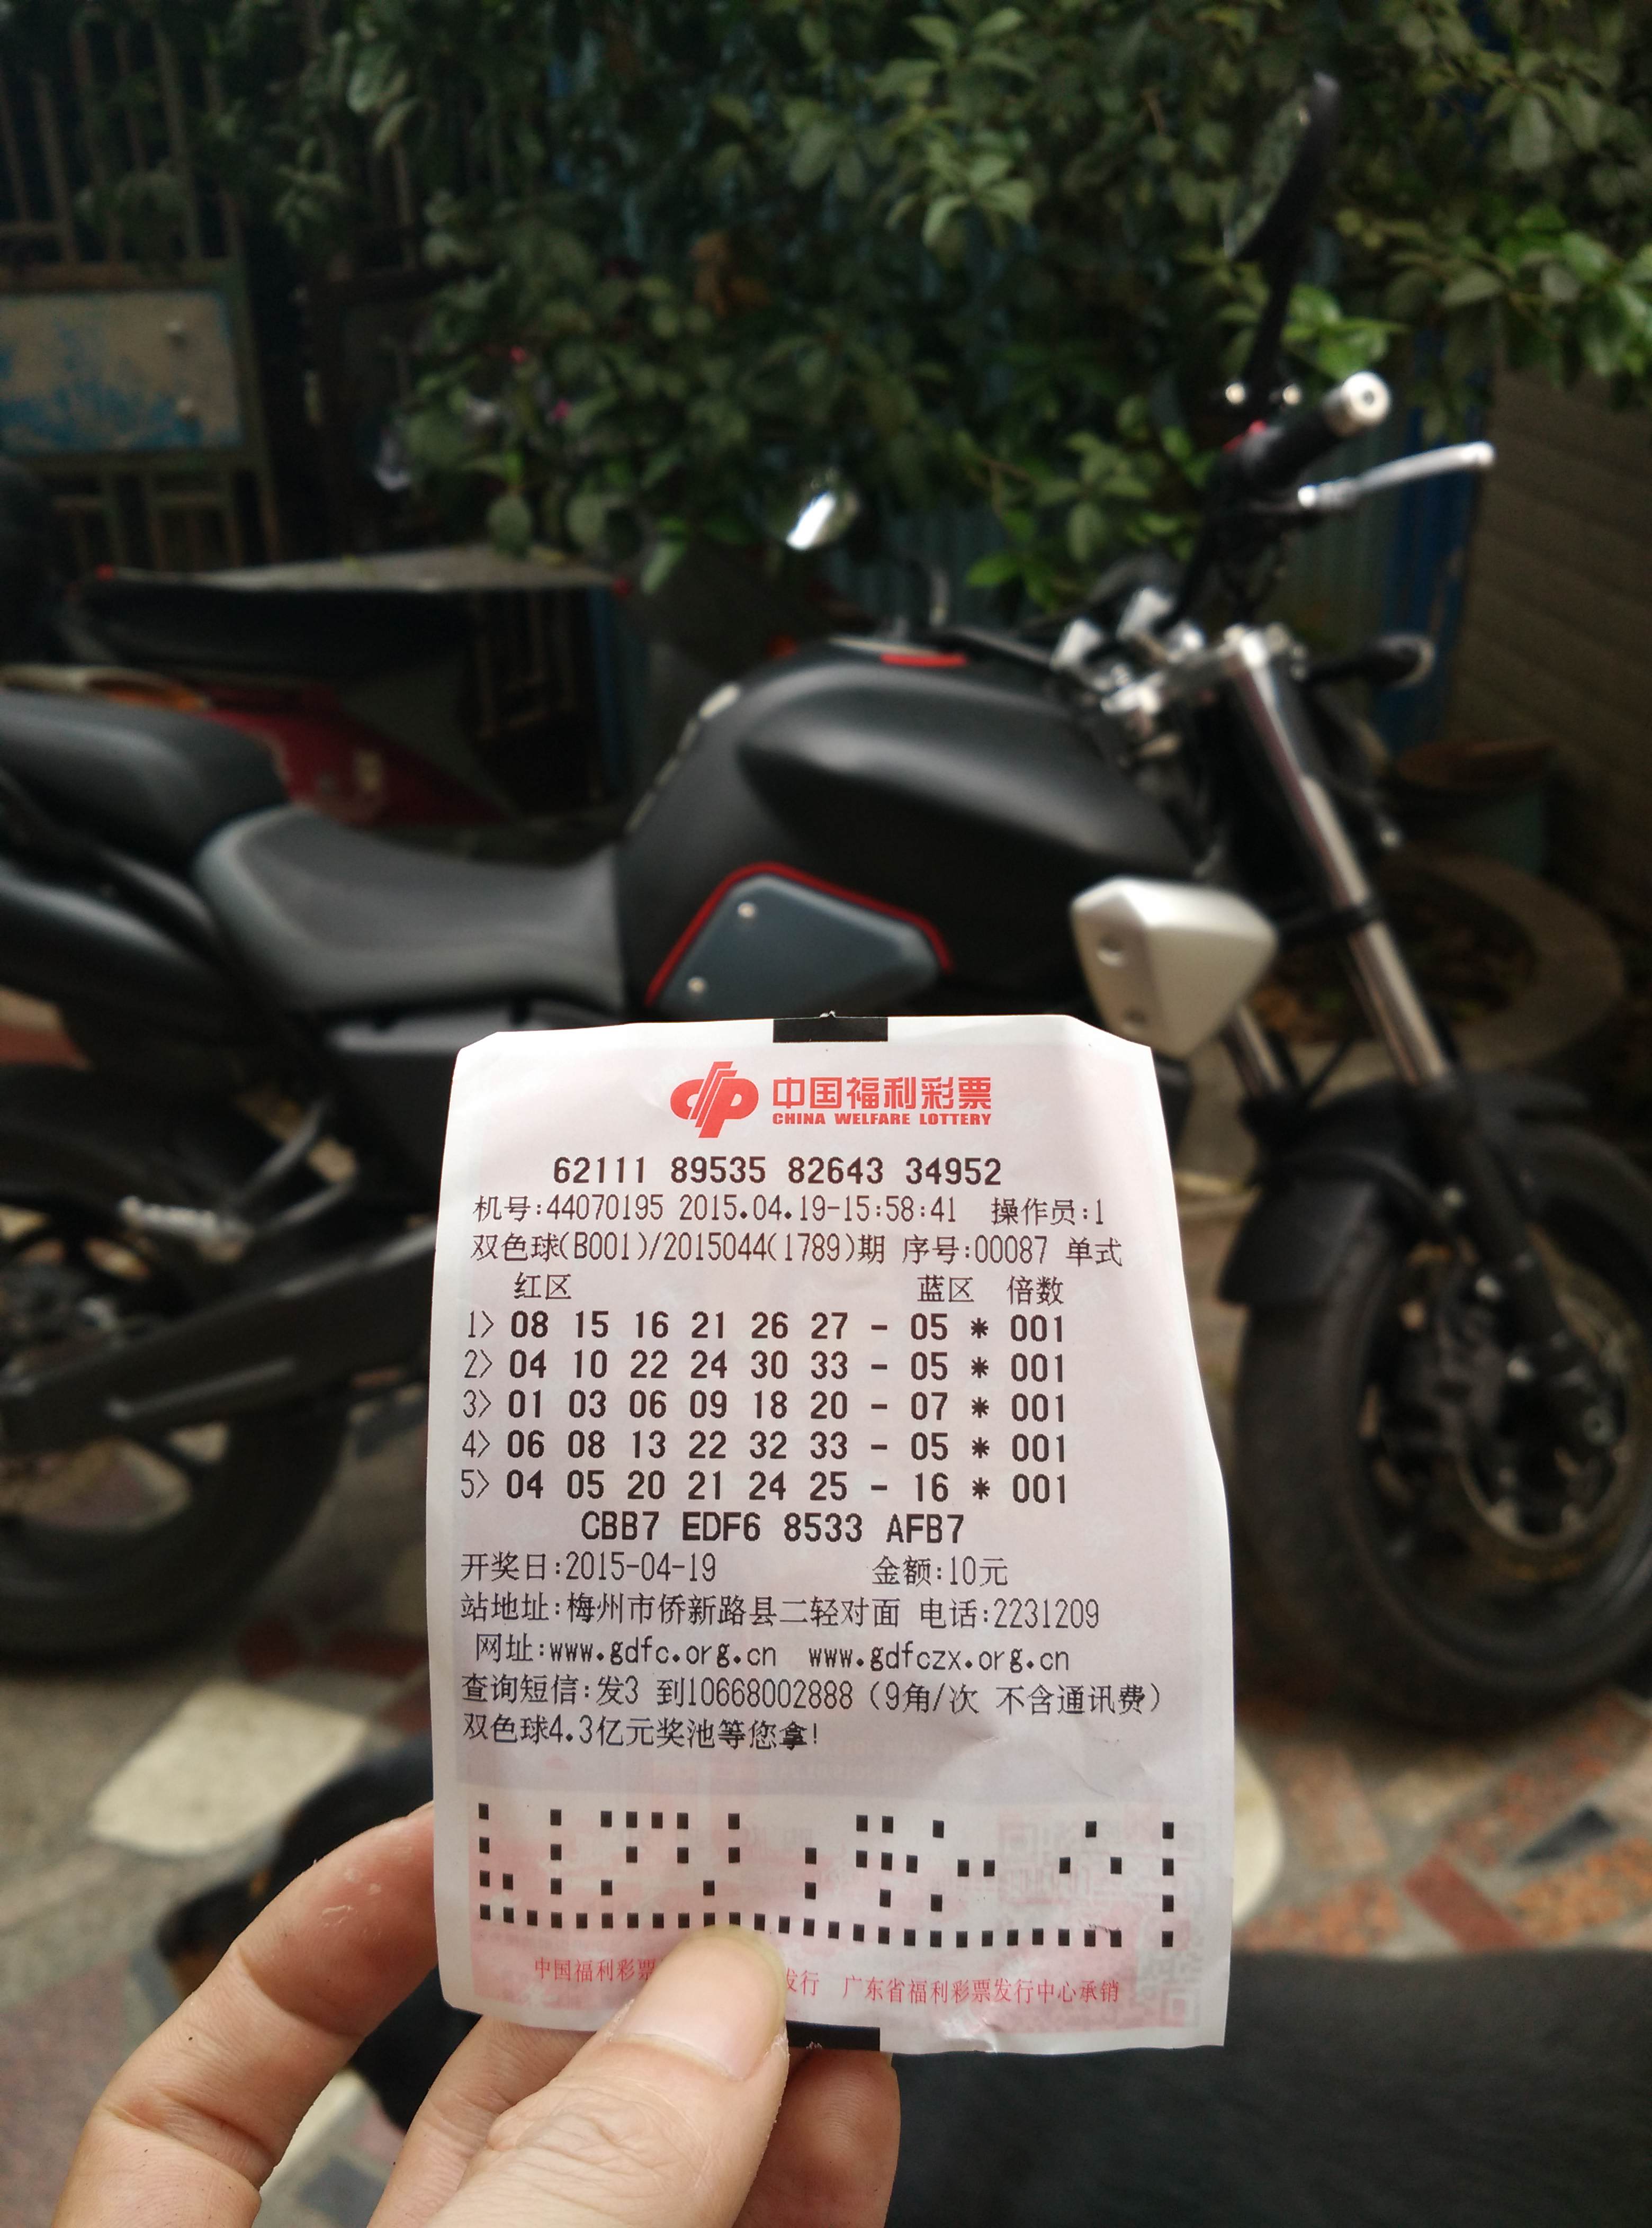 中国福利彩票
CHINA WELFARE LOTTERY
62111 89535 82643 34952
机号:44070195 2015.04.19-15:58:41 操作员:1
双色球(B001)/2015044(1789)期 序号:00087 单式
红区 蓝区 倍数
1> 08 15 16 21 26 27 - 05 * 001
2> 04 10 22 24 30 33 - 05 * 001
3> 01 03 06 09 18 20 - 07 * 001
4> 06 08 13 22 32 33 - 05 * 001
5> 04 05 20 21 24 25 - 16 * 001
CBB7 EDF6 8533 AFB7
开奖日:2015-04-19 金额:10元
站地址:梅州市侨新路县二轻对面 电话:2231209
网址:www.gdfc.org.cn www.gdfczx.org.cn
查询短信:发3 到10668002888（9角/次 不含通讯费）
双色球4.3亿元奖池等您拿!
中国福利彩票 发行 广东省福利彩票发行中心承销